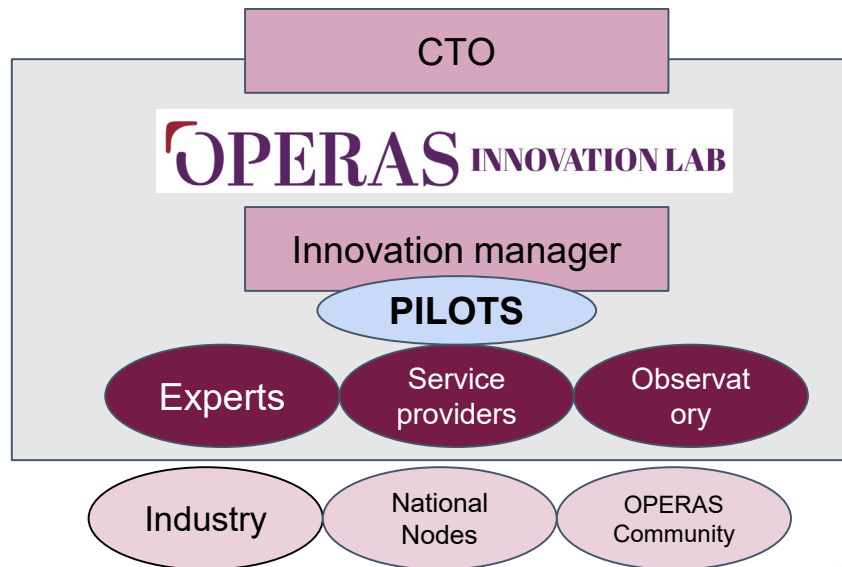 CTO
OPERAS INNOVATION LAB
Innovation manager
PILOTS
Experts
Service
providers
Observat
ory
Industry
National
Nodes
OPERAS
Community